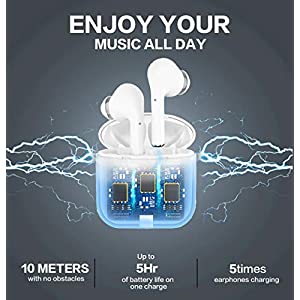 ENJOY YOUR
MUSIC ALL DAY
10 METERS
with no obstacles
Up to
5Hr
of battery life on
one charge
5times
earphones charging